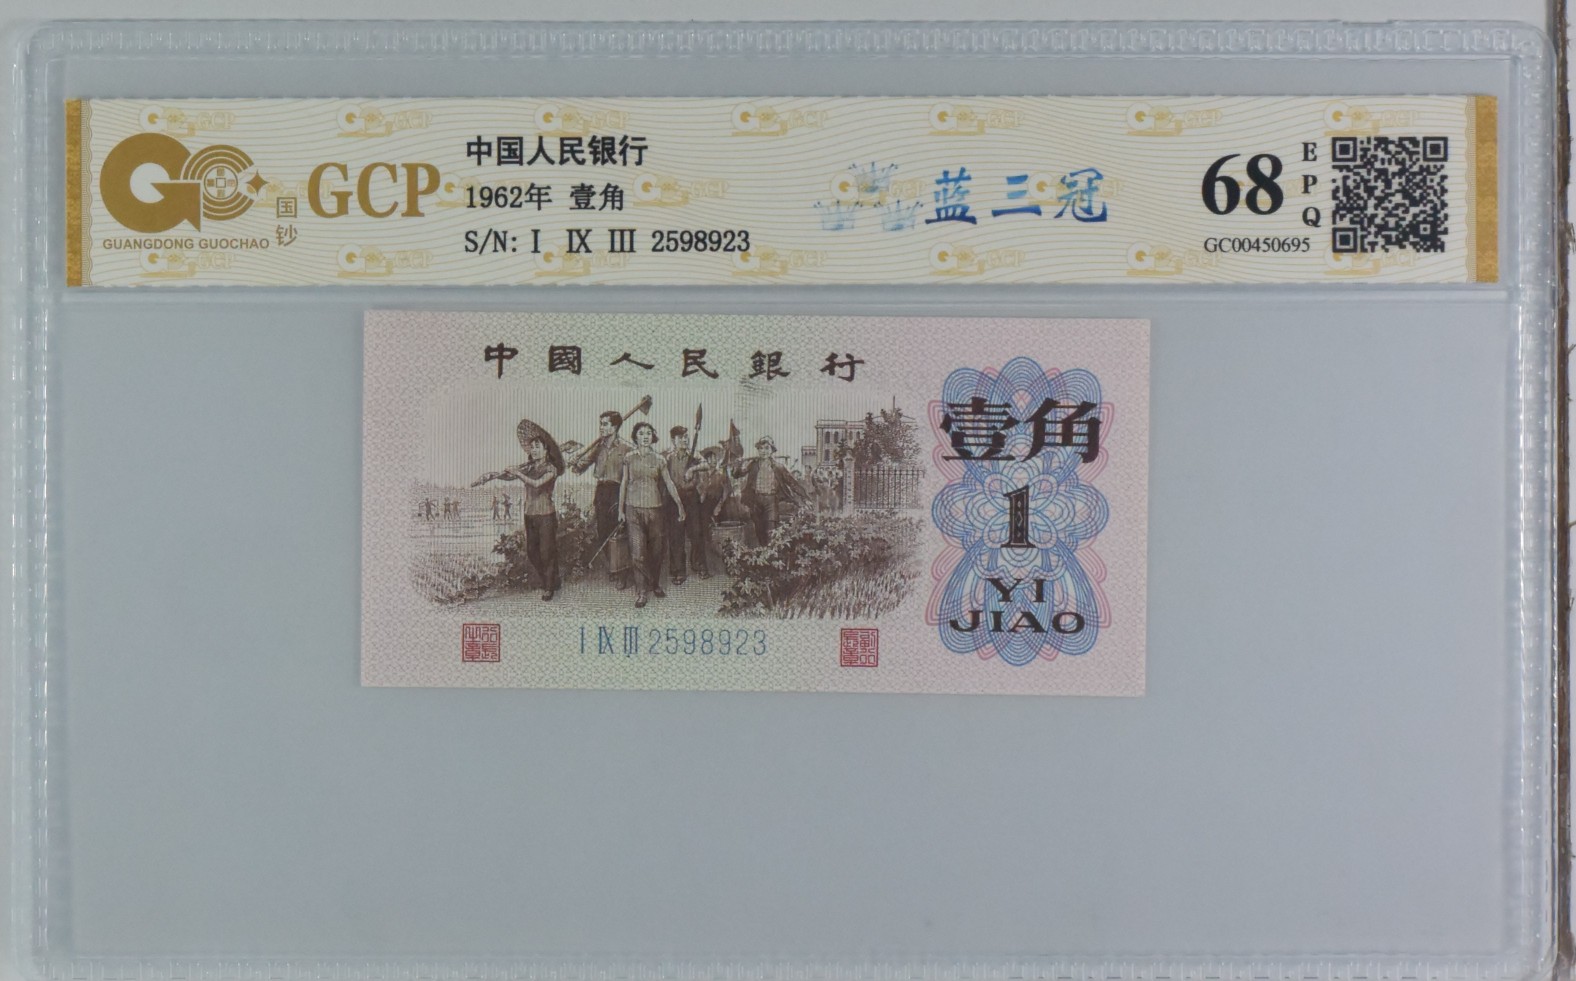 GCP
国钞
GUANGDONG GUOCHAO
中国人民银行
1962年 壹角
S/N: I IX III 2598923
蓝三冠
68
EPQ
GC00450695
中國人民銀行
壹角
1
YI
JIAO
I IX III 2598923